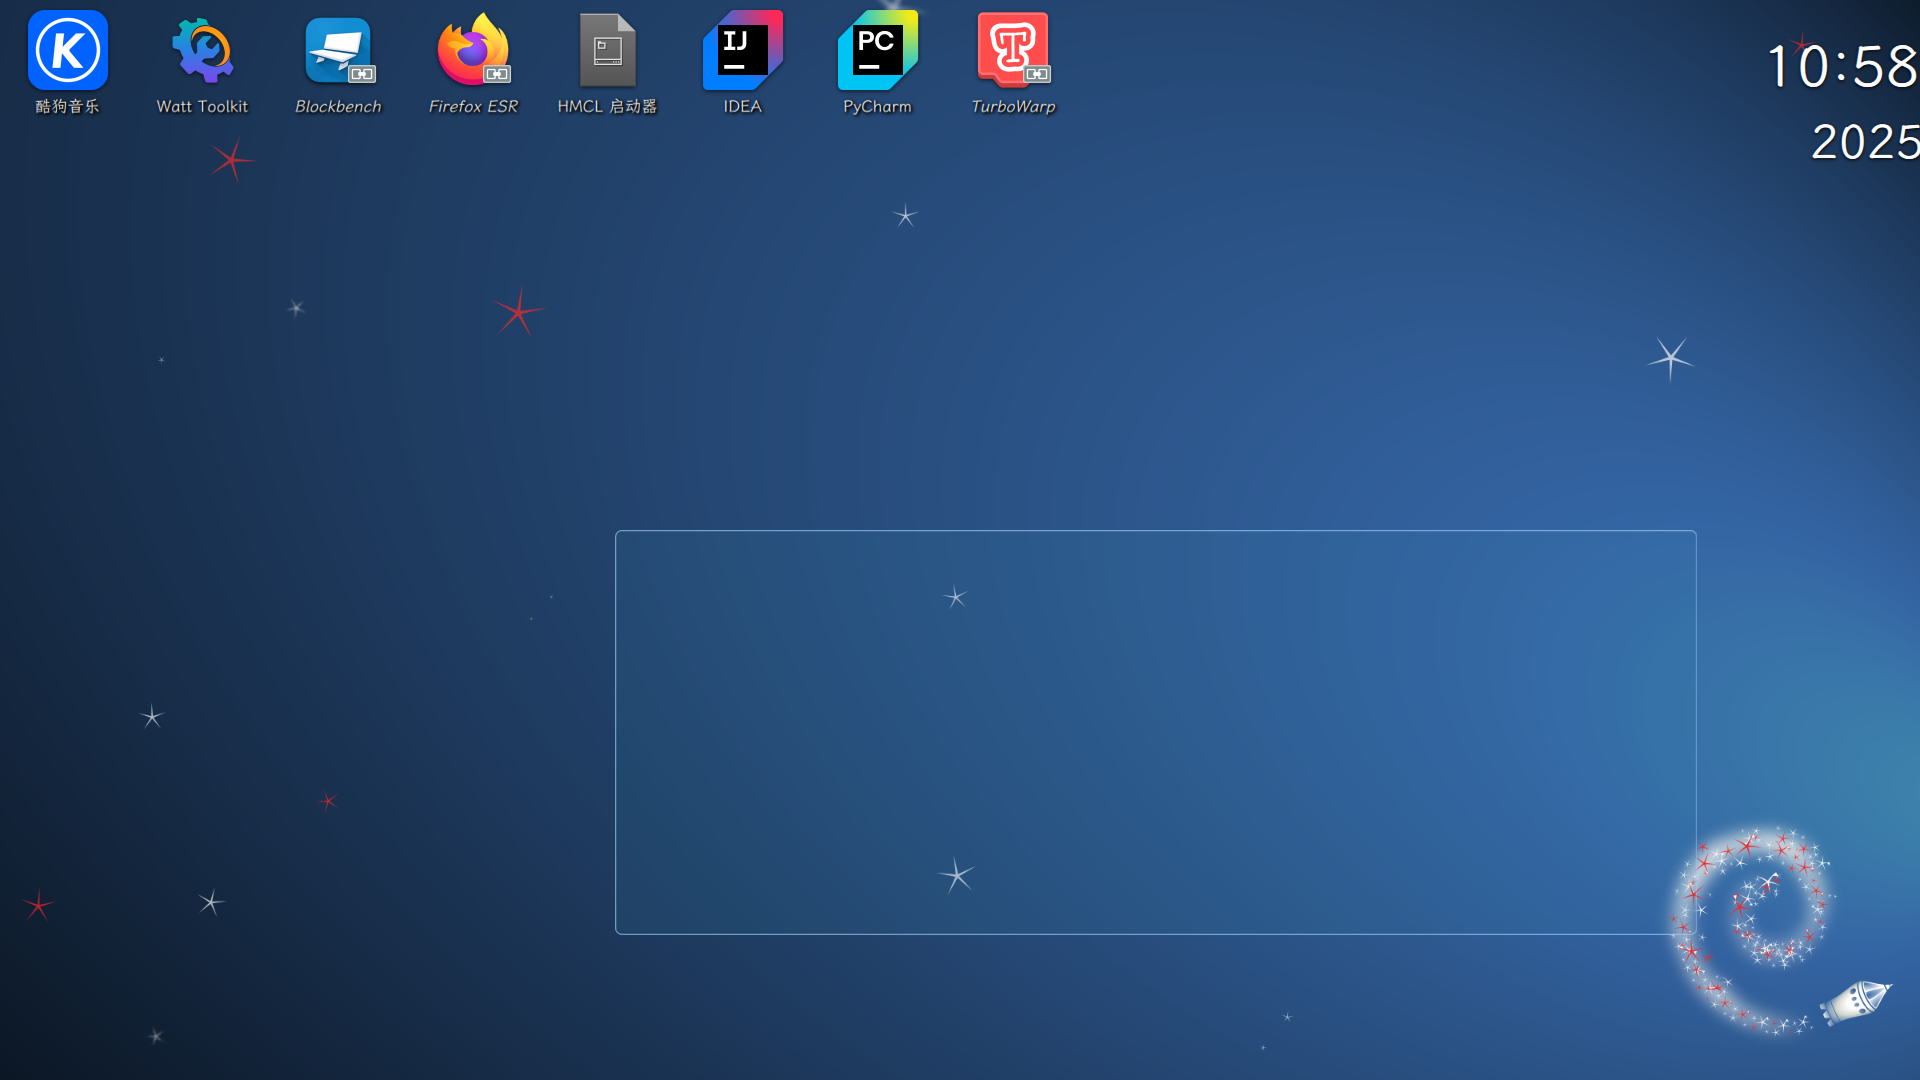 酷狗音乐
Watt Toolkit
Blockbench
Firefox ESR
HMCL 启动器
IJ
IDEA
PC
PyCharm
TurboWarp
10:58
2025